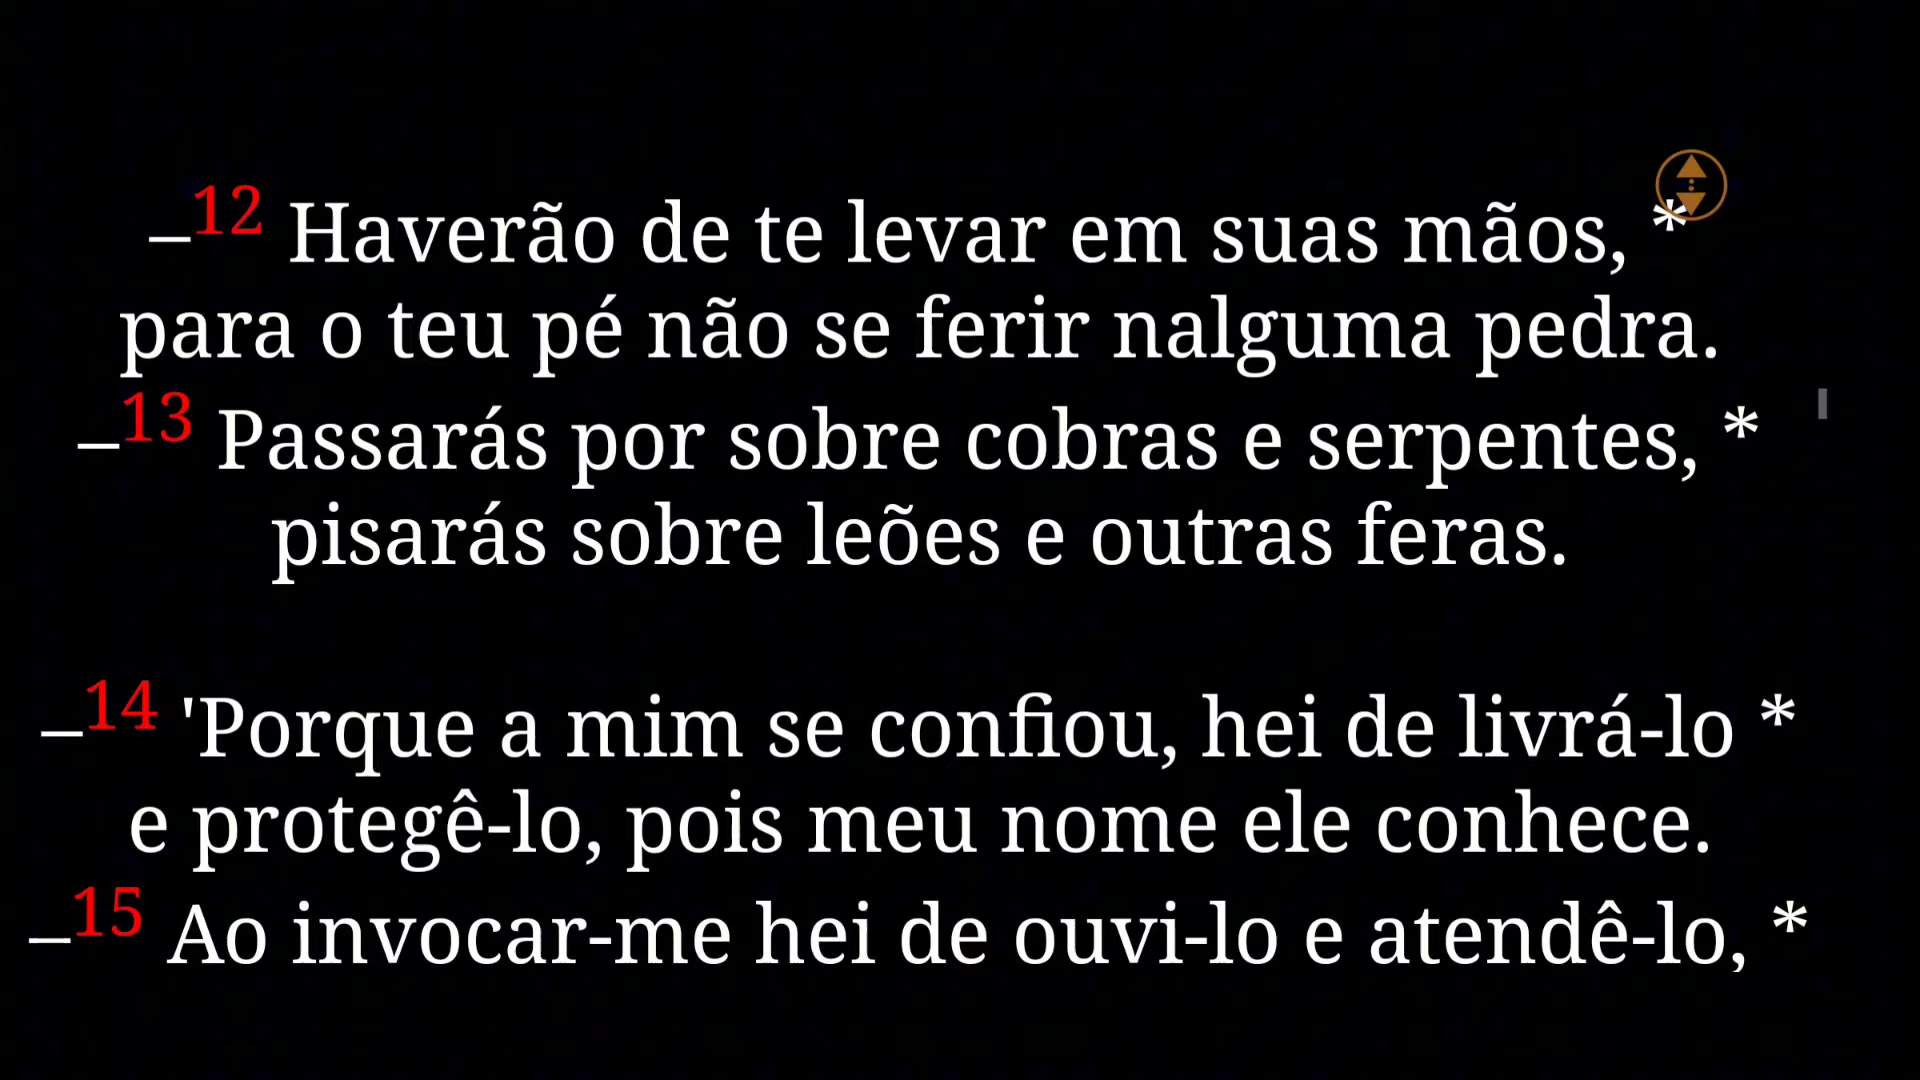 –12 Haverão de te levar em suas mãos, *
para o teu pé não se ferir nalguma pedra.
–13 Passarás por sobre cobras e serpentes, *
pisarás sobre leões e outras feras.
–14 'Porque a mim se confiou, hei de livrá-lo *
e protegê-lo, pois meu nome ele conhece.
–15 Ao invocar-me hei de ouvi-lo e atendê-lo, *